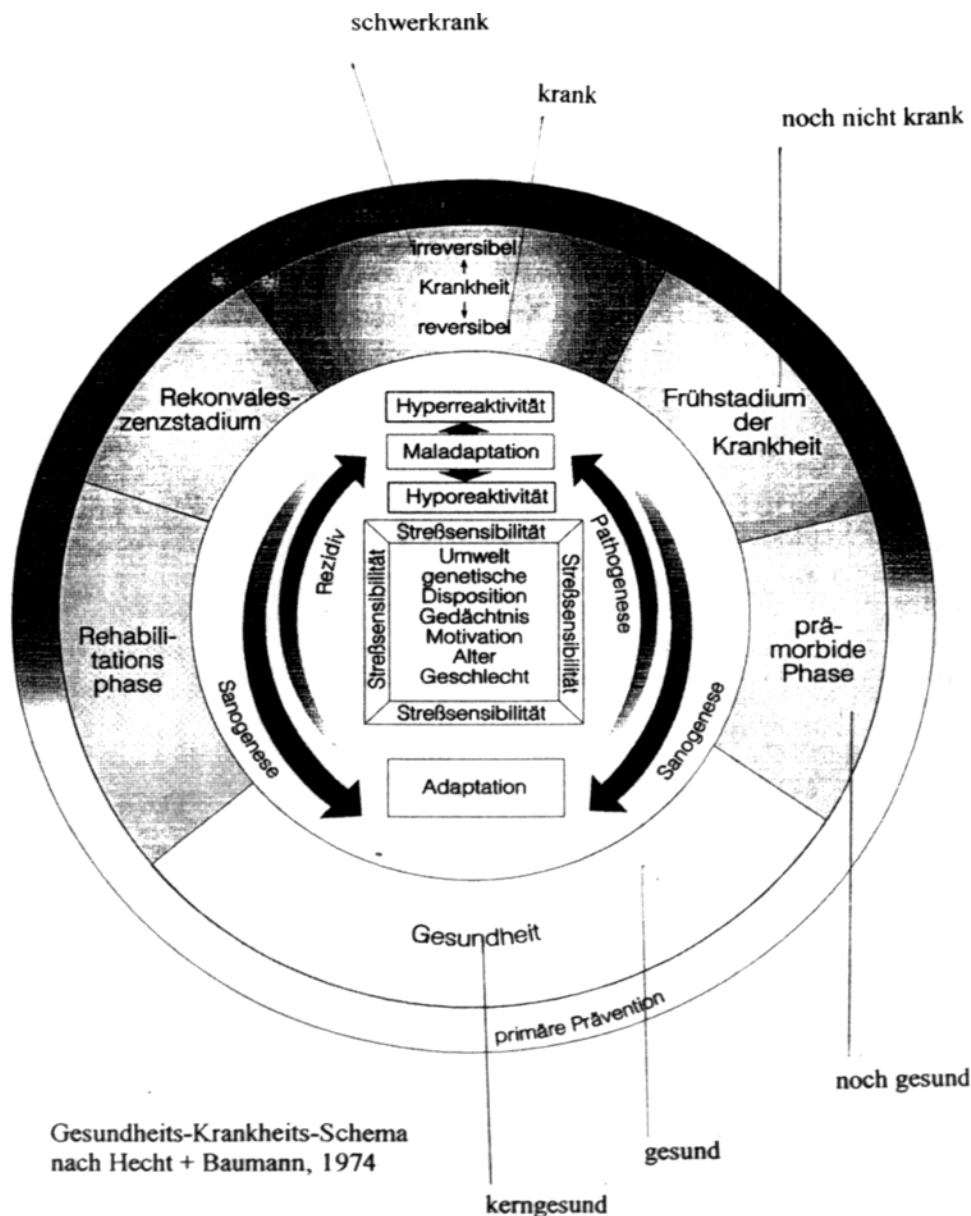 schwerkrank
krank
noch nicht krank
irreversibel
Krankheit
reversibel
Rekonvales-
zenzstadium
Frühstadium
der
Krankheit
Hyperreaktivität
Maladaptation
Hyporeaktivität
Streßsensibilität
Streßsensibilität
Umwelt
genetische
Disposition
Gedächtnis
Motivation
Alter
Geschlecht
Streßsensibilität
Streßsensibilität
Rezidiv
Pathogenese
Rehabili-
tations
phase
prä-
morbide
Phase
Sanogenese
Sanogenese
Adaptation
Gesundheit
primäre Prävention
noch gesund
gesund
kerngesund
Gesundheits-Krankheits-Schema
nach Hecht + Baumann, 1974